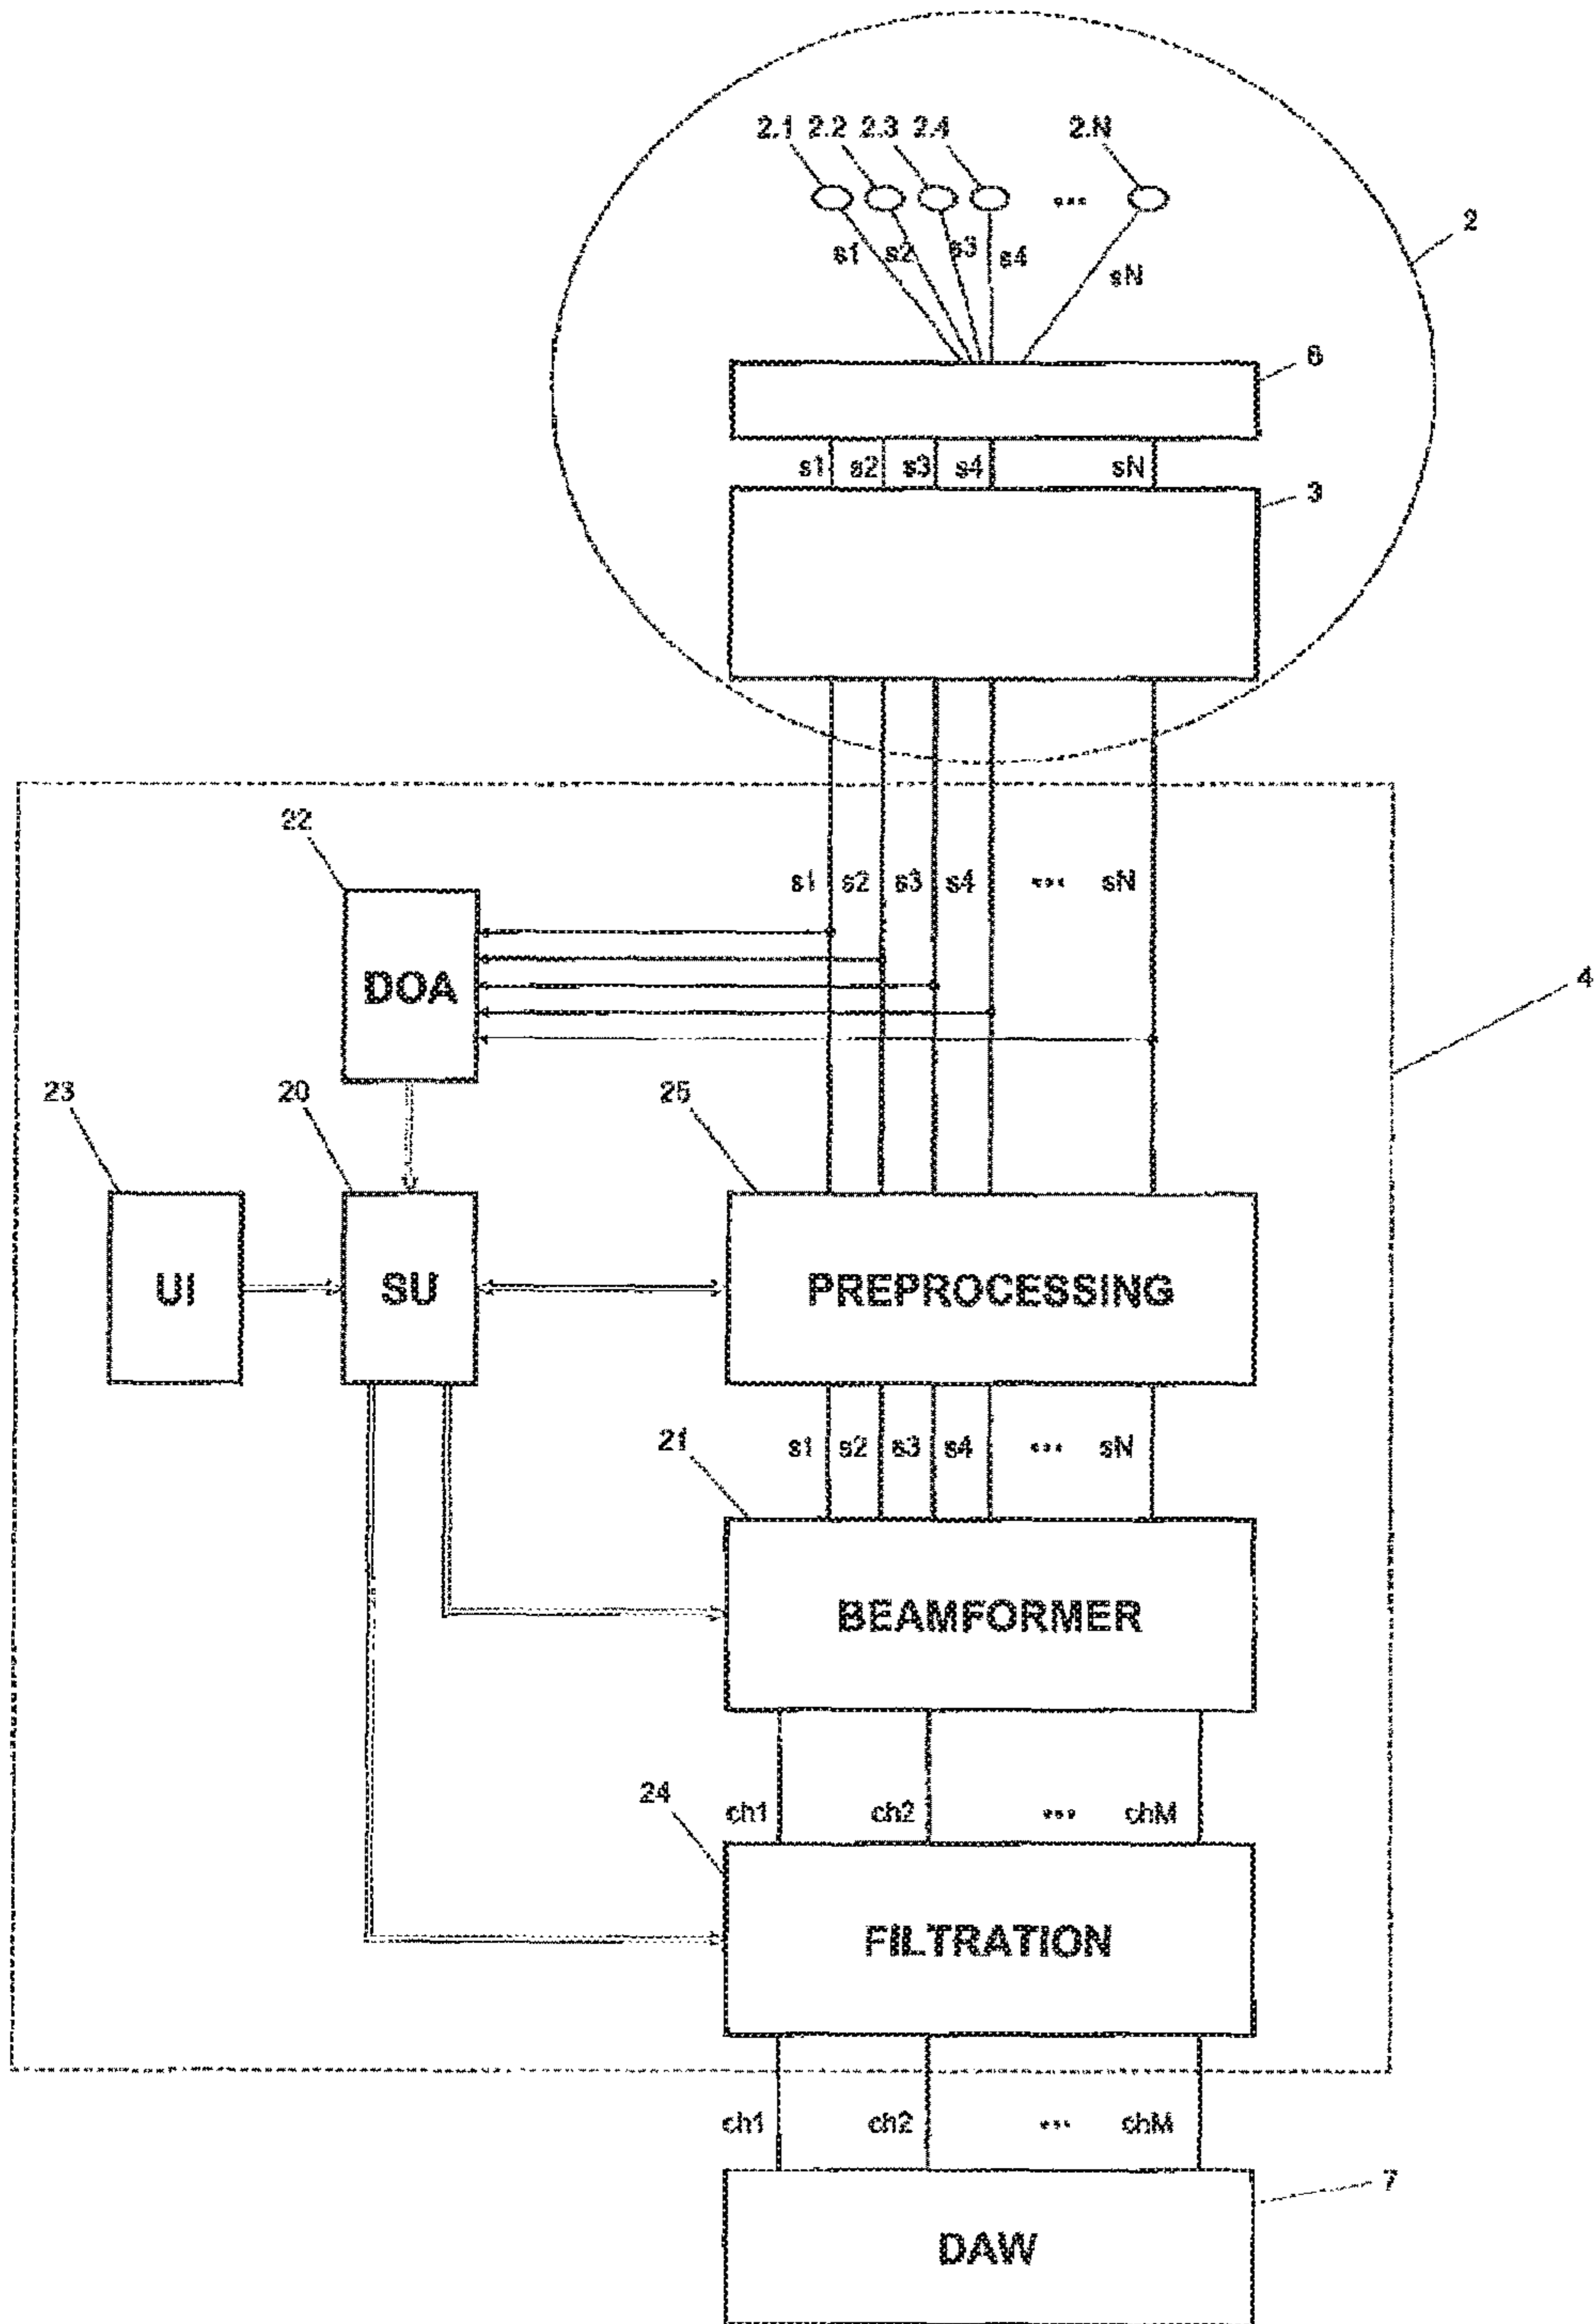 2.1 2.2 2.3 2.4 2.N
2
s1 s2 s3 s4 sN
6
s1 s2 s3 s4 sN
3
22
s1 s2 s3 s4 ... sN
DOA
4
23 20 25
UI SU PREPROCESSING
21
s1 s2 s3 s4 ... sN
BEAMFORMER
24
ch1 ch2 ... chM
FILTRATION
ch1 ch2 ... chM
7
DAW